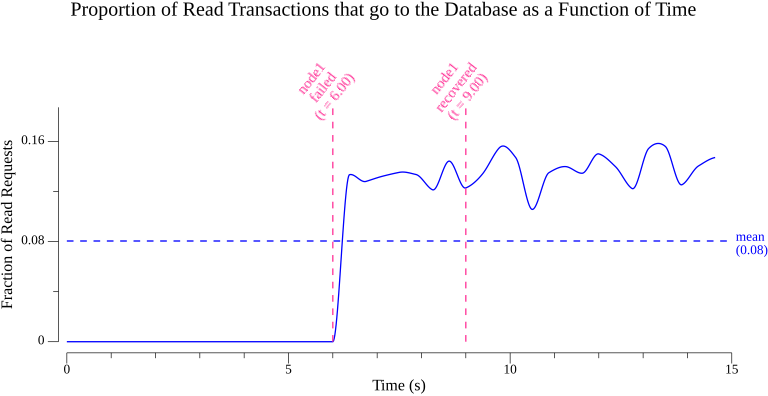 Proportion of Read Transactions that go to the Database as a Function of Time
node1
failed
(t = 6.00)
node1
recovered
(t = 9.00)
Fraction of Read Requests
0.16
0.08
0
mean
(0.08)
0
5
10
15
Time (s)